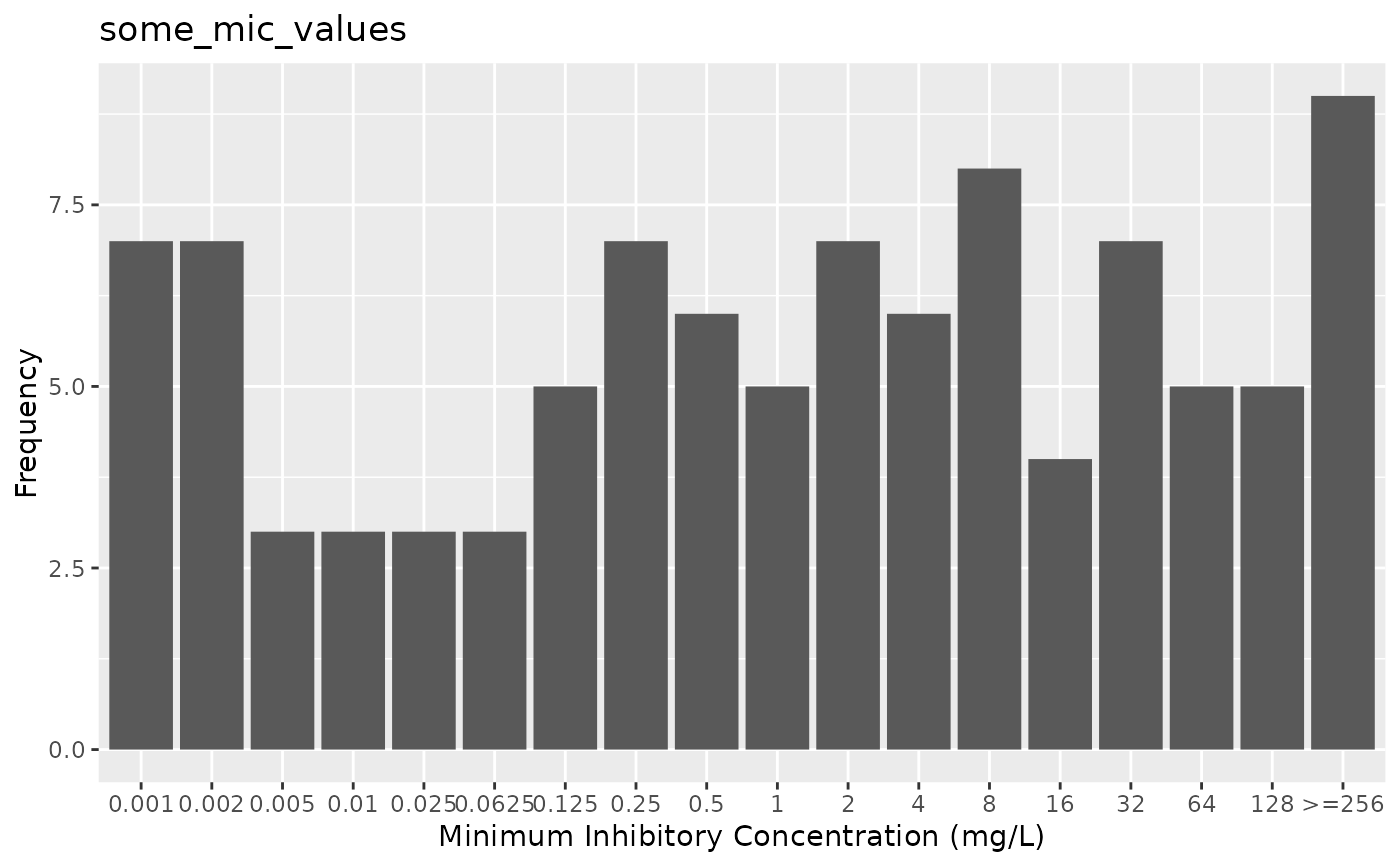 some_mic_values
Frequency
7.5
5.0
2.5
0.0
0.001 0.002 0.005 0.01 0.025 0.0625 0.125 0.25 0.5 1 2 4 8 16 32 64 128 >=256
Minimum Inhibitory Concentration (mg/L)